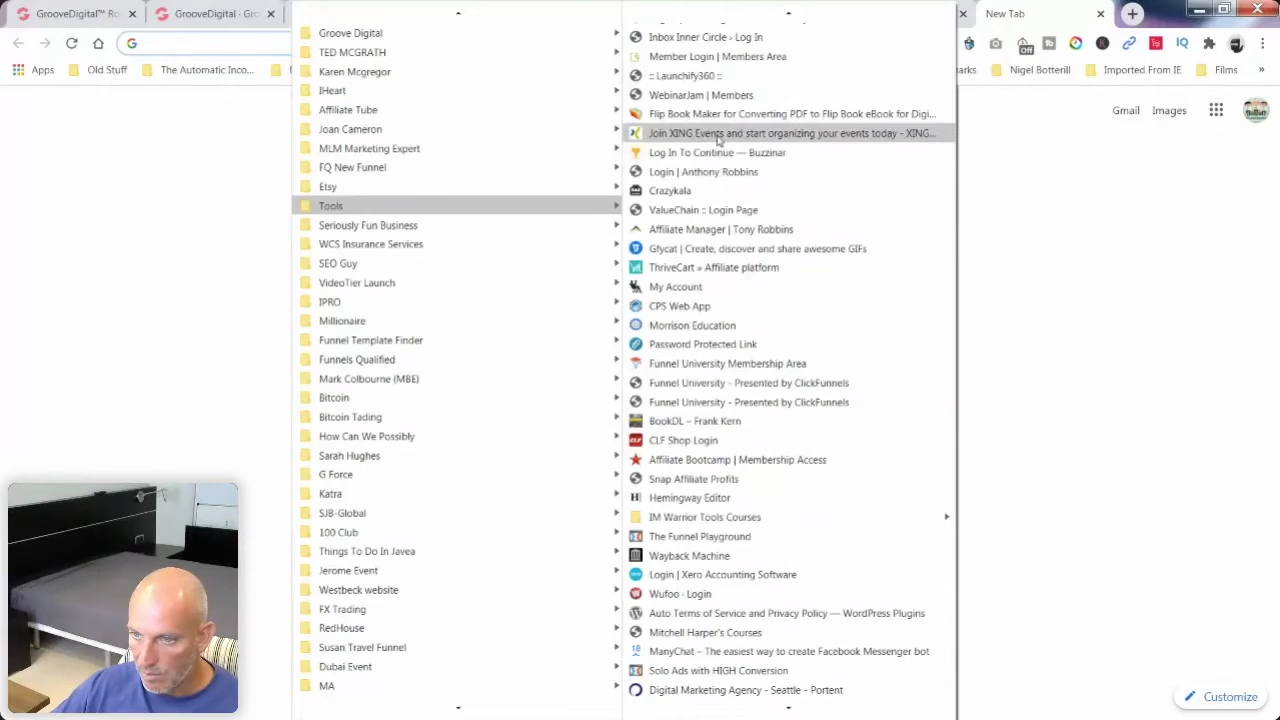 GrooveDigital™ Re
GrooveDigital - G
New Tab
Apps
Old Stuff
The Automatic Inco...
Nigel Botterill
Imported From IE
Films
»
Off
IQ
Gmail
Images
Groove Digital
TED MCGRATH
Karen Mcgregor
IHeart
Affiliate Tube
Joan Cameron
MLM Marketing Expert
FQ New Funnel
Etsy
Tools
Seriously Fun Business
WCS Insurance Services
SEO Guy
VideoTier Launch
IPRO
Millionaire
Funnel Template Finder
Funnels Qualified
Mark Colbourne (MBE)
Bitcoin
Bitcoin Tading
How Can We Possibly
Sarah Hughes
G Force
Katra
SJB-Global
100 Club
Things To Do In Javea
Jerome Event
Westbeck website
FX Trading
RedHouse
Susan Travel Funnel
Dubai Event
MA
Inbox Inner Circle › Log In
Member Login | Members Area
:: Launchify360 ::
WebinarJam | Members
Flip Book Maker for Converting PDF to Flip Book eBook for Digi...
Join XING Events and start organizing your events today - XING...
Log In To Continue — Buzzinar
Login | Anthony Robbins
Crazykala
ValueChain :: Login Page
Affiliate Manager | Tony Robbins
Gfycat | Create, discover and share awesome GIFs
ThriveCart » Affiliate platform
My Account
CPS Web App
Morrison Education
Password Protected Link
Funnel University Membership Area
Funnel University - Presented by ClickFunnels
Funnel University - Presented by ClickFunnels
BookDL – Frank Kern
CLF Shop Login
Affiliate Bootcamp | Membership Access
Snap Affiliate Profits
Hemingway Editor
IM Warrior Tools Courses
The Funnel Playground
Wayback Machine
Login | Xero Accounting Software
Wufoo · Login
Auto Terms of Service and Privacy Policy — WordPress Plugins
Mitchell Harper's Courses
ManyChat – The easiest way to create Facebook Messenger bot
Solo Ads with HIGH Conversion
Digital Marketing Agency - Seattle - Portent
Customize